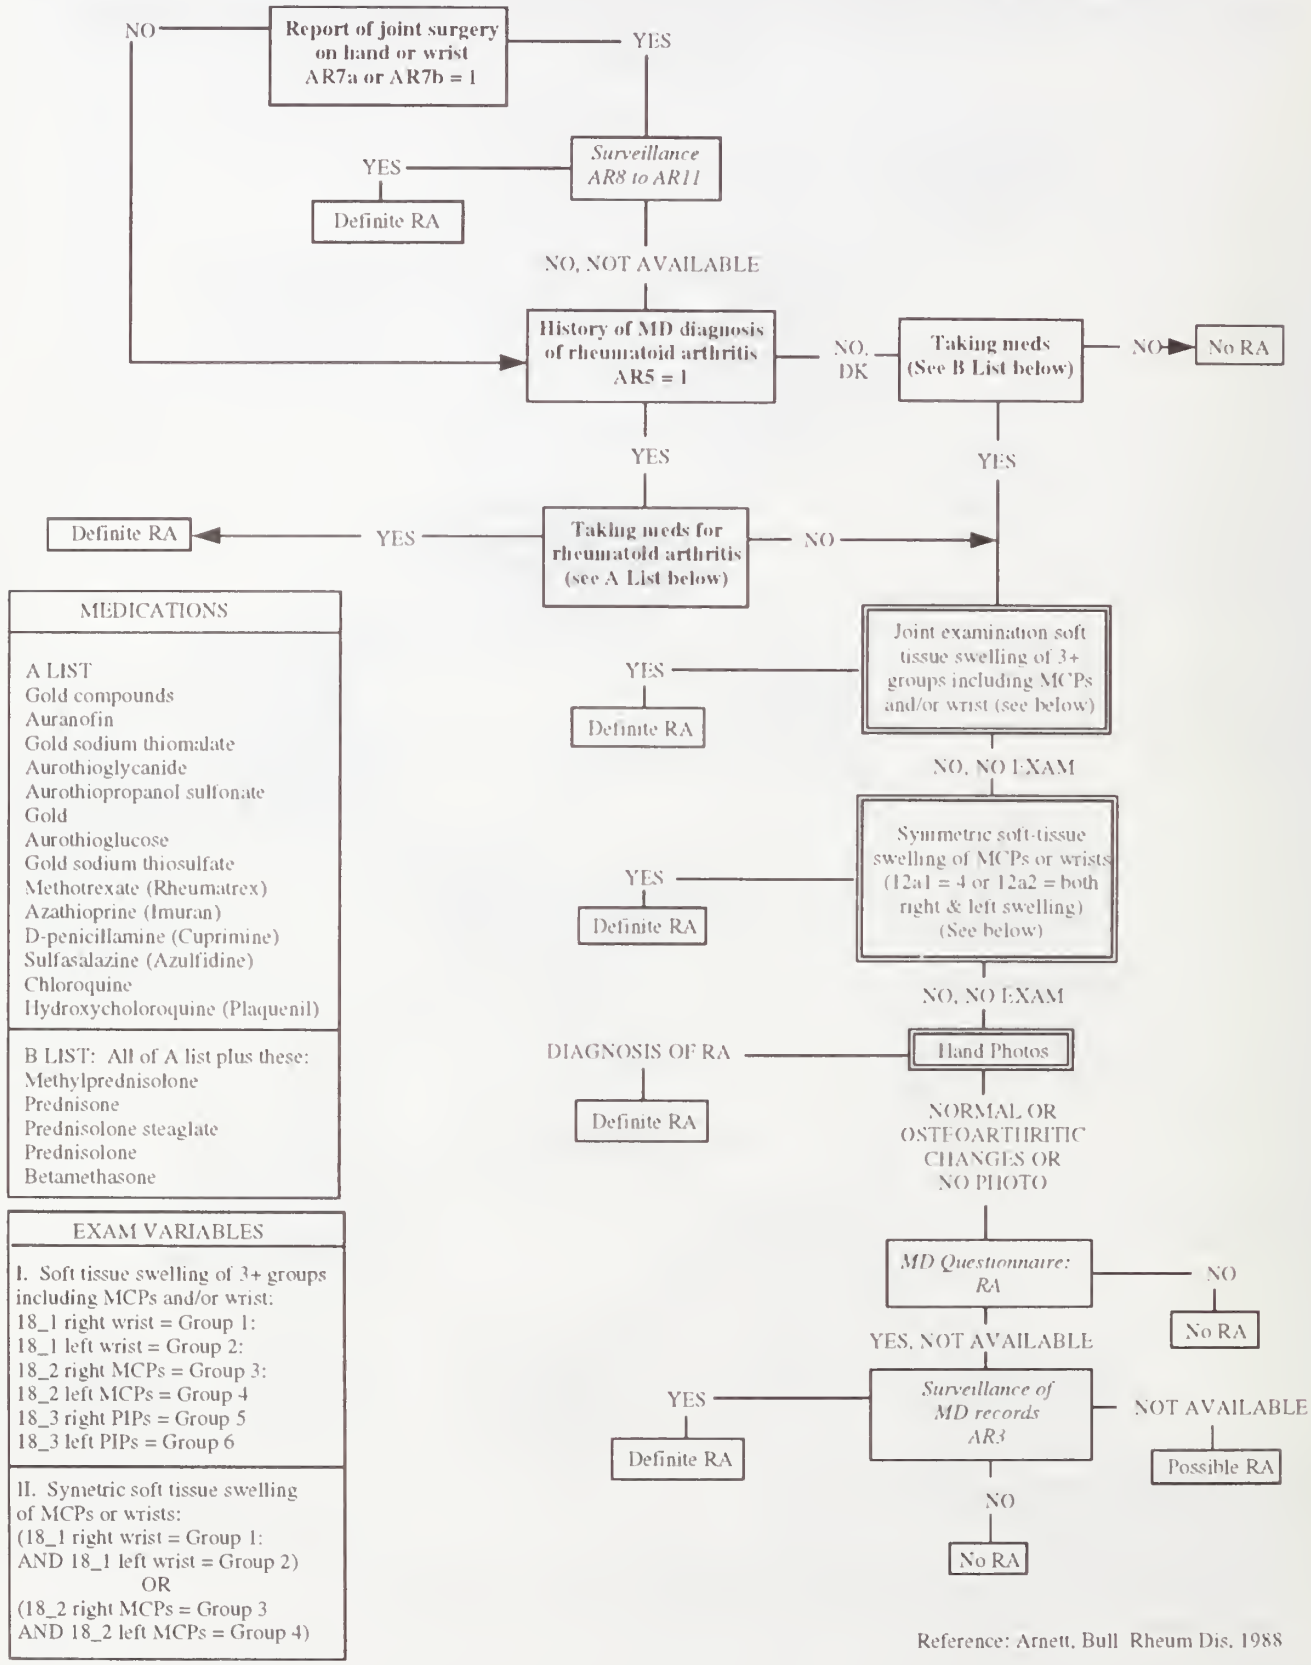 Report of joint surgery
on hand or wrist
AR7a or AR7b = 1
NO
YES
Surveillance
AR8 to AR11
YES
Definite RA
NO, NOT AVAILABLE
History of MD diagnosis
of rheumatoid arthritis
AR5 = 1
NO,
DK
Taking meds
(See B List below)
NO
No RA
YES
YES
Taking meds for
rheumatoid arthritis
(see A List below)
YES
Definite RA
NO
Joint examination soft
tissue swelling of 3+
groups including MCPs
and/or wrist (see below)
YES
Definite RA
NO, NO EXAM
Symmetric soft-tissue
swelling of MCPs or wrists
(12a1 = 4 or 12a2 = both
right & left swelling)
(See below)
YES
Definite RA
NO, NO EXAM
Hand Photos
DIAGNOSIS OF RA
Definite RA
NORMAL OR
OSTEOARTHRITIC
CHANGES OR
NO PHOTO
MD Questionnaire:
RA
NO
No RA
YES, NOT AVAILABLE
Surveillance of
MD records
AR3
YES
Definite RA
NOT AVAILABLE
Possible RA
NO
No RA
MEDICATIONS
A LIST
Gold compounds
Auranofin
Gold sodium thiomalate
Aurothioglycanide
Aurothiopropanol sulfonate
Gold
Aurothioglucose
Gold sodium thiosulfate
Methotrexate (Rheumatrex)
Azathioprine (Imuran)
D-penicillamine (Cuprimine)
Sulfasalazine (Azulfidine)
Chloroquine
Hydroxycholoroquine (Plaquenil)
B LIST: All of A list plus these:
Methylprednisolone
Prednisone
Prednisolone steaglate
Prednisolone
Betamethasone
EXAM VARIABLES
I. Soft tissue swelling of 3+ groups
including MCPs and/or wrist:
18_1 right wrist = Group 1:
18_1 left wrist = Group 2:
18_2 right MCPs = Group 3:
18_2 left MCPs = Group 4
18_3 right PIPs = Group 5
18_3 left PIPs = Group 6
II. Symetric soft tissue swelling
of MCPs or wrists:
(18_1 right wrist = Group 1:
AND 18_1 left wrist = Group 2)
OR
(18_2 right MCPs = Group 3
AND 18_2 left MCPs = Group 4)
Reference: Arnett, Bull Rheum Dis, 1988